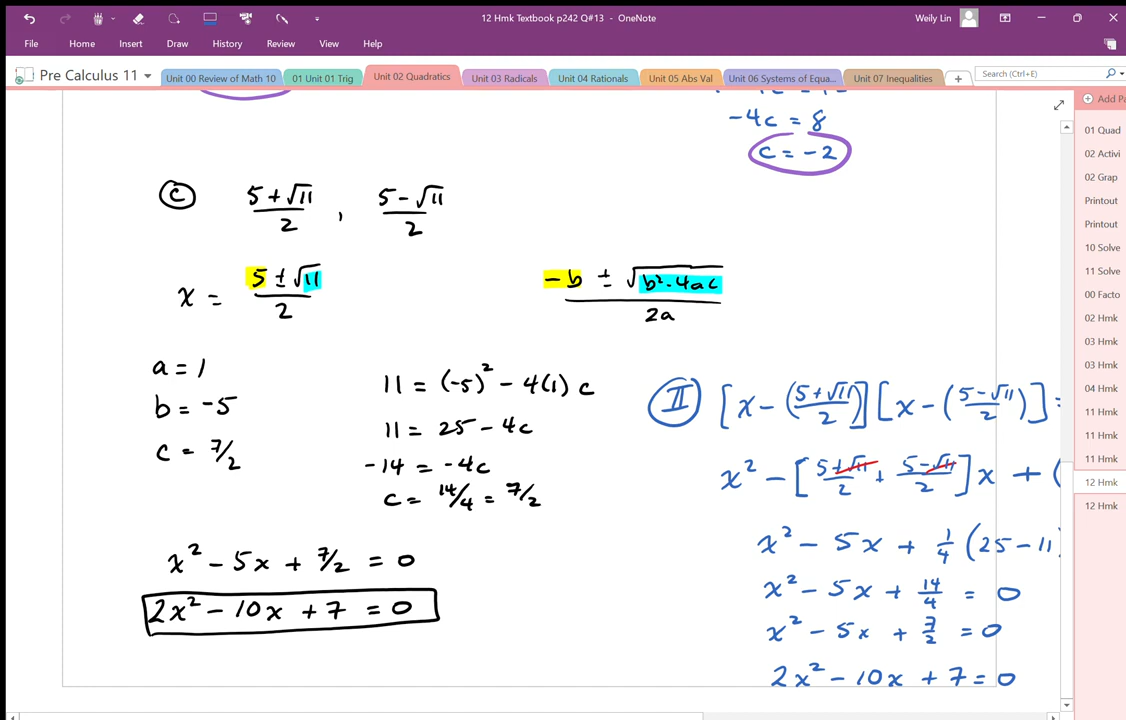 12 Hmk Textbook p242 Q#13 - OneNote
Weily Lin
File Home Insert Draw History Review View Help
Pre Calculus 11
Unit 00 Review of Math 10
01 Unit 01 Trig
Unit 02 Quadratics
Unit 03 Radicals
Unit 04 Rationals
Unit 05 Abs Val
Unit 06 Systems of Equa...
Unit 07 Inequalities
Search (Ctrl+E)
Add Pa
01 Quad
02 Activi
02 Grap
Printout
Printout
10 Solve
11 Solve
00 Facto
02 Hmk
03 Hmk
03 Hmk
04 Hmk
11 Hmk
11 Hmk
11 Hmk
12 Hmk
12 Hmk
-4c = 8
c = -2
c (5+√11)/2 , (5-√11)/2
x = (5±√11)/2
(-b ± √(b²-4ac))/2a
a = 1
b = -5
c = 7/2
11 = (-5)² - 4(1) c
11 = 25 - 4c
-14 = -4c
c = 14/4 = 7/2
x² - 5x + 7/2 = 0
2x² - 10x + 7 = 0
II [x - ((5+√11)/2)][x - ((5-√11)/2)] =
x² - [(5+√11)/2 + (5-√11)/2]x + (
x² - 5x + 1/4 (25 - 11)
x² - 5x + 14/4 = 0
x² - 5x + 7/2 = 0
2x² - 10x + 7 = 0